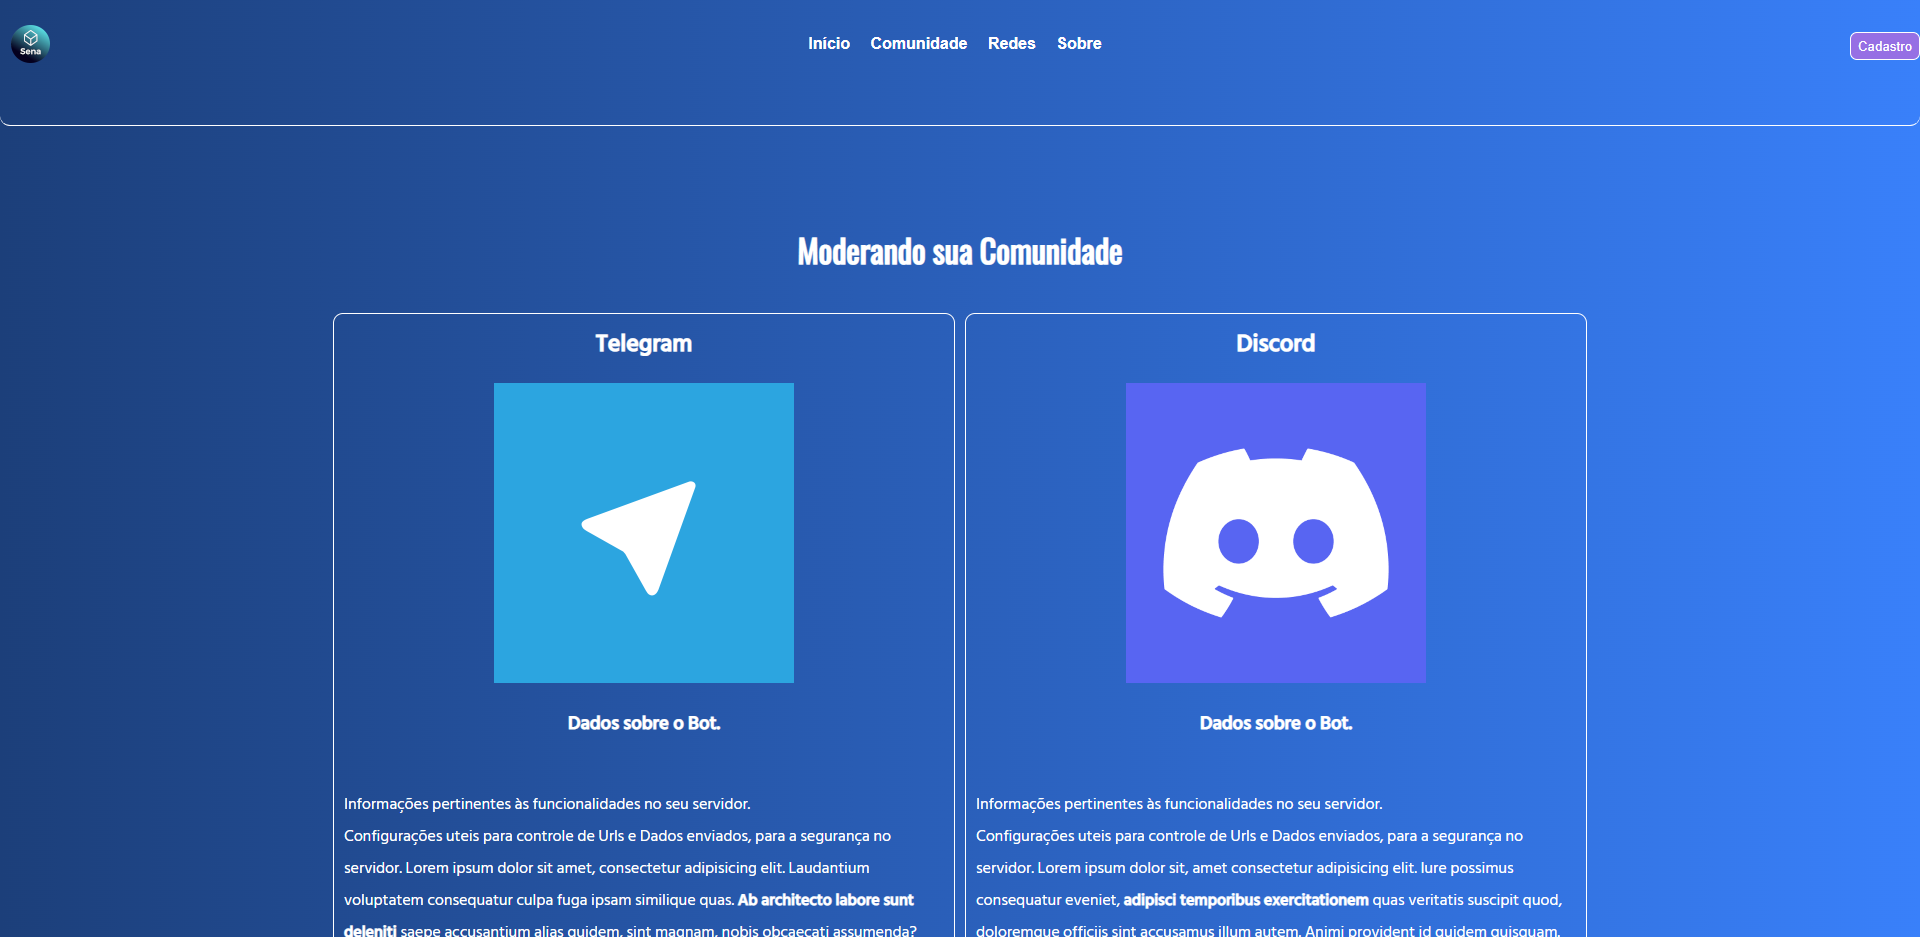 Sena
Início Comunidade Redes Sobre
Cadastro
Moderando sua Comunidade
Telegram
Dados sobre o Bot.
Informações pertinentes às funcionalidades no seu servidor.
Configurações uteis para controle de Urls e Dados enviados, para a segurança no
servidor. Lorem ipsum dolor sit amet, consectetur adipisicing elit. Laudantium
voluptatem consequatur culpa fuga ipsam similique quas. Ab architecto labore sunt
deleniti saepe accusantium alias quidem, sint magnam, nobis obcaecati assumenda?
Discord
Dados sobre o Bot.
Informações pertinentes às funcionalidades no seu servidor.
Configurações uteis para controle de Urls e Dados enviados, para a segurança no
servidor. Lorem ipsum dolor sit, amet consectetur adipisicing elit. Iure possimus
consequatur eveniet, adipisci temporibus exercitationem quas veritatis suscipit quod,
doloremque officiis sint accusamus illum autem. Animi provident id quidem quisquam.